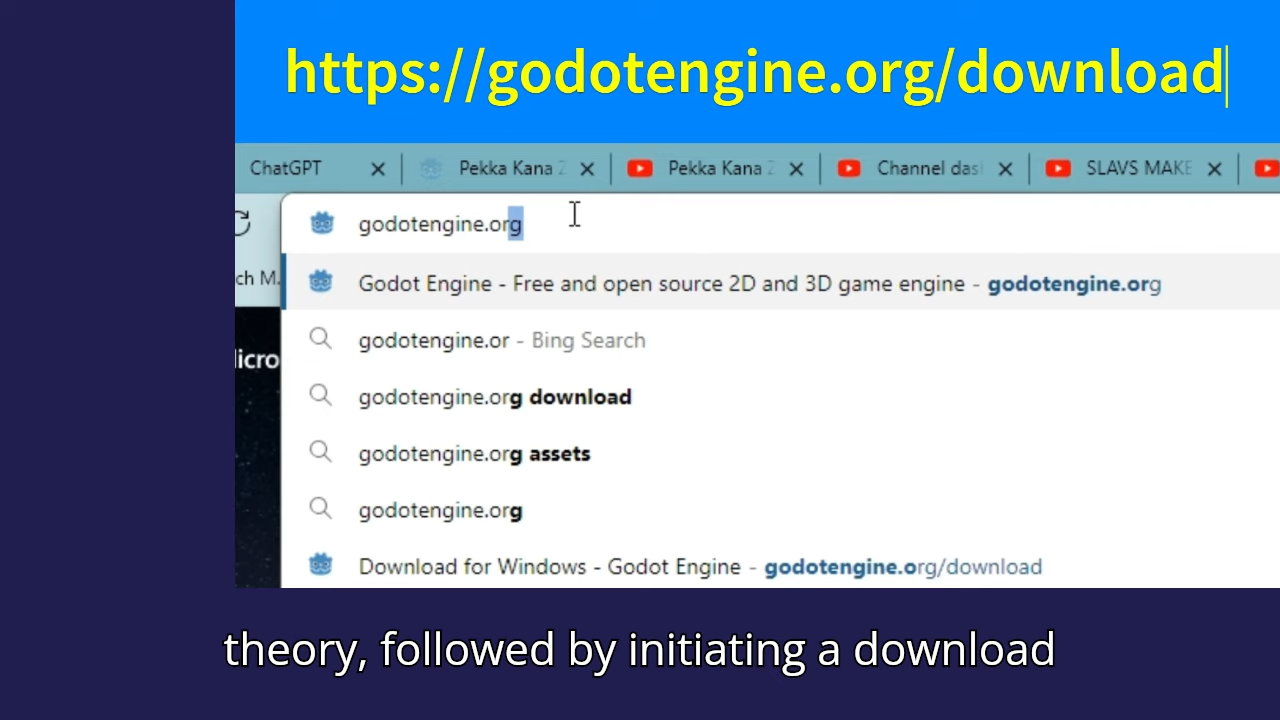 https://godotengine.org/download
ChatGPT
Pekka Kana
Pekka Kana
Channel das
SLAVS MAKE
godotengine.org
ch M.
Godot Engine - Free and open source 2D and 3D game engine - godotengine.org
godotengine.or - Bing Search
licro
godotengine.org download
godotengine.org assets
godotengine.org
Download for Windows - Godot Engine - godotengine.org/download
theory, followed by initiating a download